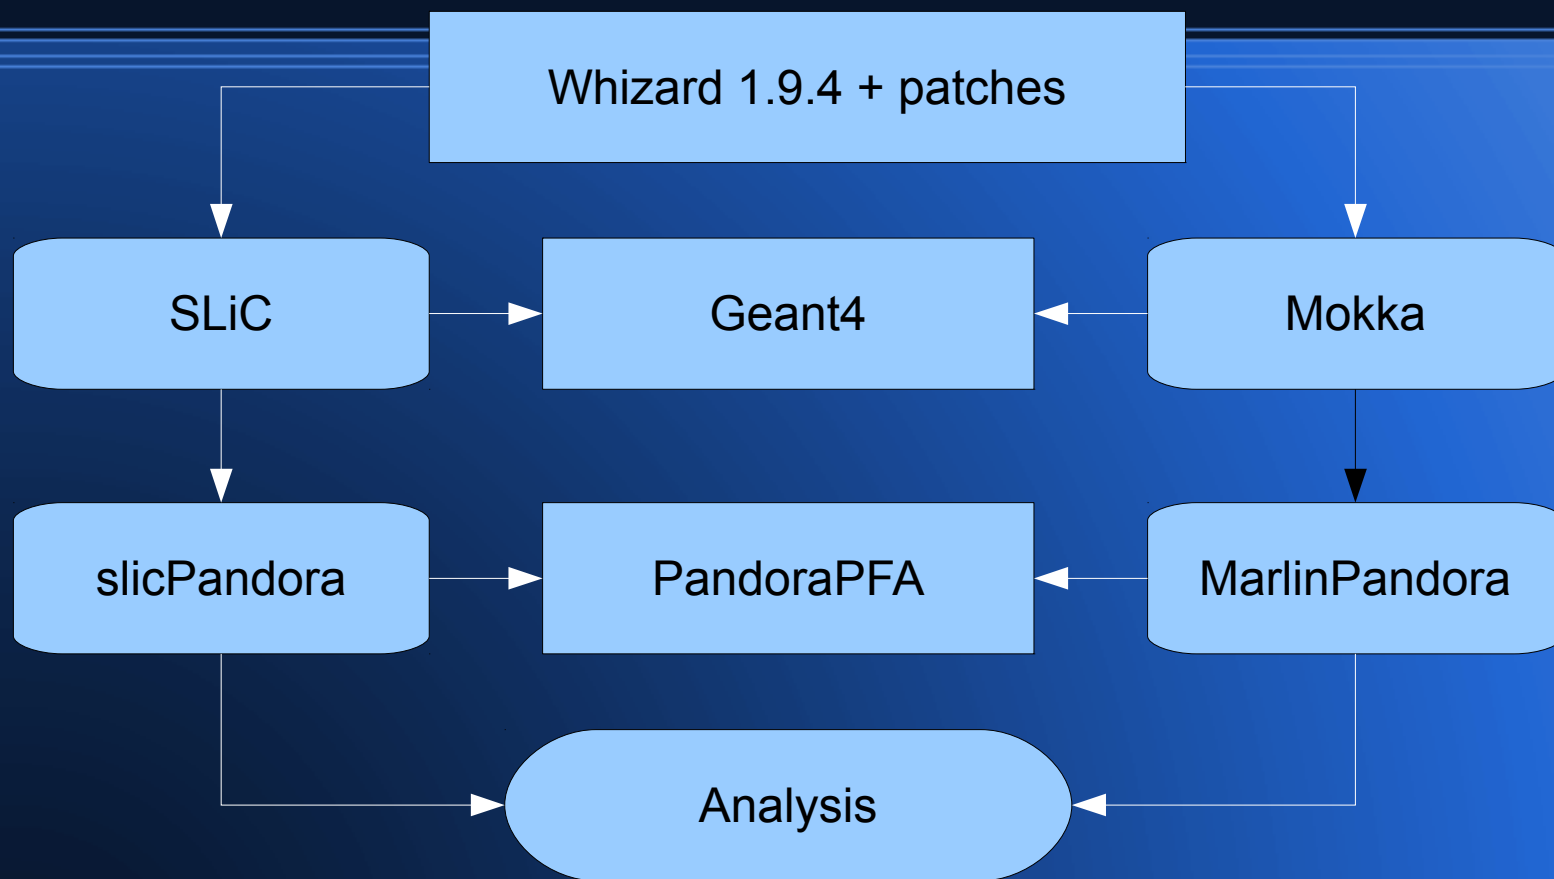 Whizard 1.9.4 + patches
SLiC
Geant4
Mokka
slicPandora
PandoraPFA
MarlinPandora
Analysis